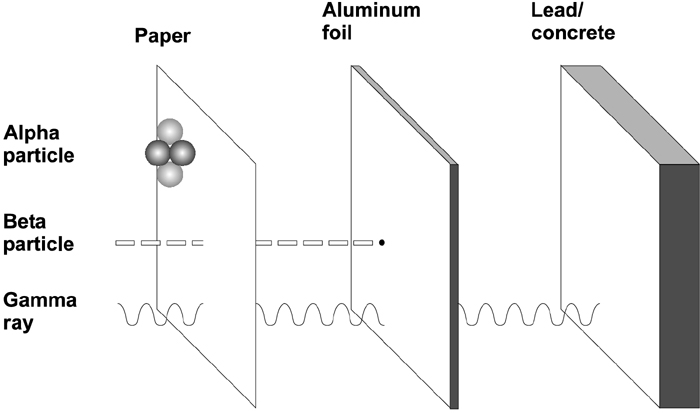 Paper
Aluminum
foil
Lead/
concrete
Alpha
particle
Beta
particle
Gamma
ray